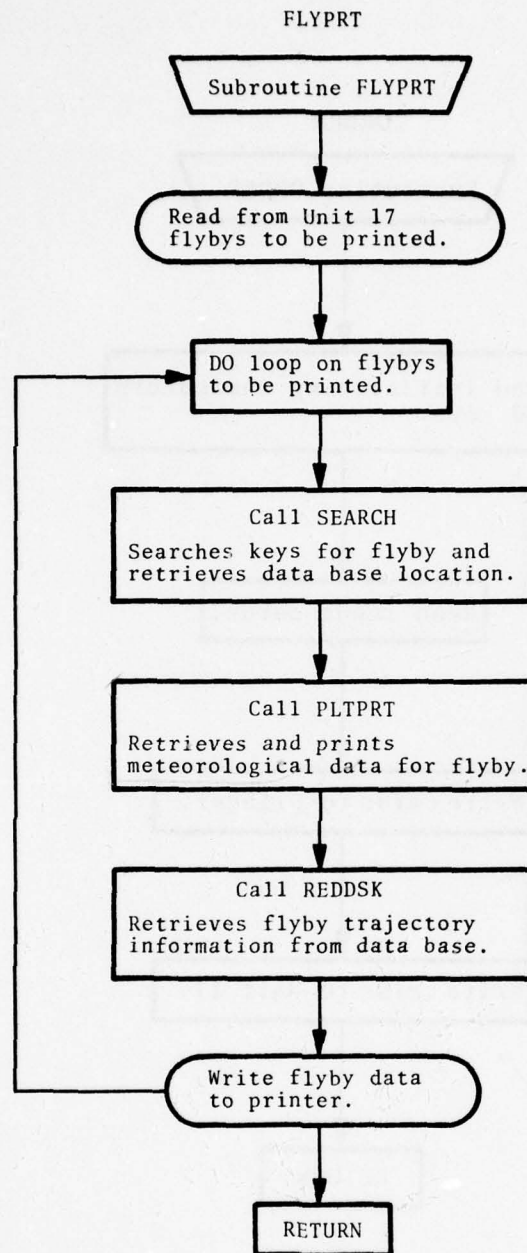 FLYPRT
Subroutine FLYPRT
Read from Unit 17
flybys to be printed.
DO loop on flybys
to be printed.
Call SEARCH
Searches keys for flyby and
retrieves data base location.
Call PLTPRT
Retrieves and prints
meteorological data for flyby.
Call REDDSK
Retrieves flyby trajectory
information from data base.
Write flyby data
to printer.
RETURN